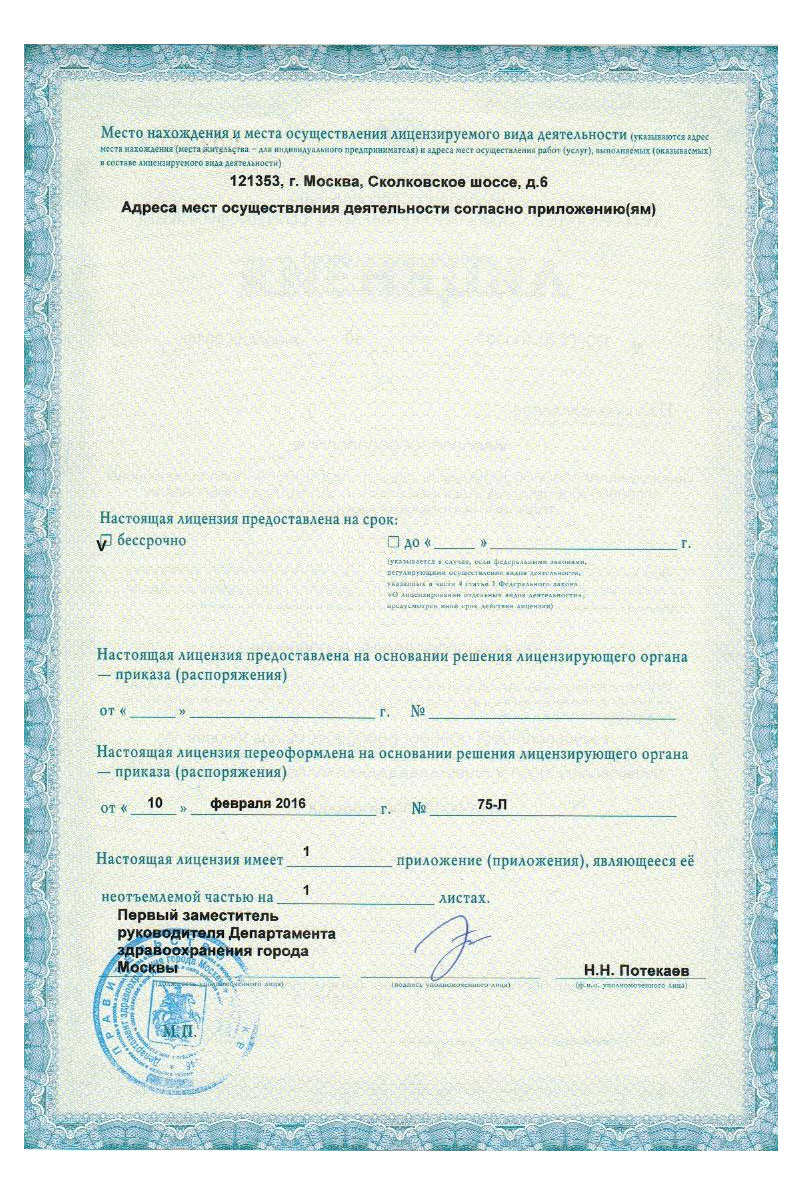 Место нахождения и места осуществления лицензируемого вида деятельности (указываются адрес
места нахождения (места жительства – для индивидуального предпринимателя) и адреса мест осуществления работ (услуг), выполняемых (оказываемых)
в составе лицензируемого вида деятельности)
121353, г. Москва, Сколковское шоссе, д.6
Адреса мест осуществления деятельности согласно приложению(ям)
Настоящая лицензия предоставлена на срок:
V ☐ бессрочно ☐ до « ______ » ______________________ г.
(указывается в случае, если федеральными законами,
регулирующими осуществление видов деятельности,
указанных в части 4 статьи 1 Федерального закона
«О лицензировании отдельных видов деятельности»,
предусмотрен иной срок действия лицензии)
Настоящая лицензия предоставлена на основании решения лицензирующего органа
— приказа (распоряжения)
от « ______ » ______________________ г. № ______________________
Настоящая лицензия переоформлена на основании решения лицензирующего органа
— приказа (распоряжения)
от « 10 » февраля 2016 г. № 75-Л
Настоящая лицензия имеет 1 приложение (приложения), являющееся её
неотъемлемой частью на 1 листах.
Первый заместитель
руководителя Департамента
здравоохранения города
Москвы Н.Н. Потекаев
(должность уполномоченного лица) (подпись уполномоченного лица) (ф.и.о. уполномоченного лица)
М.П.